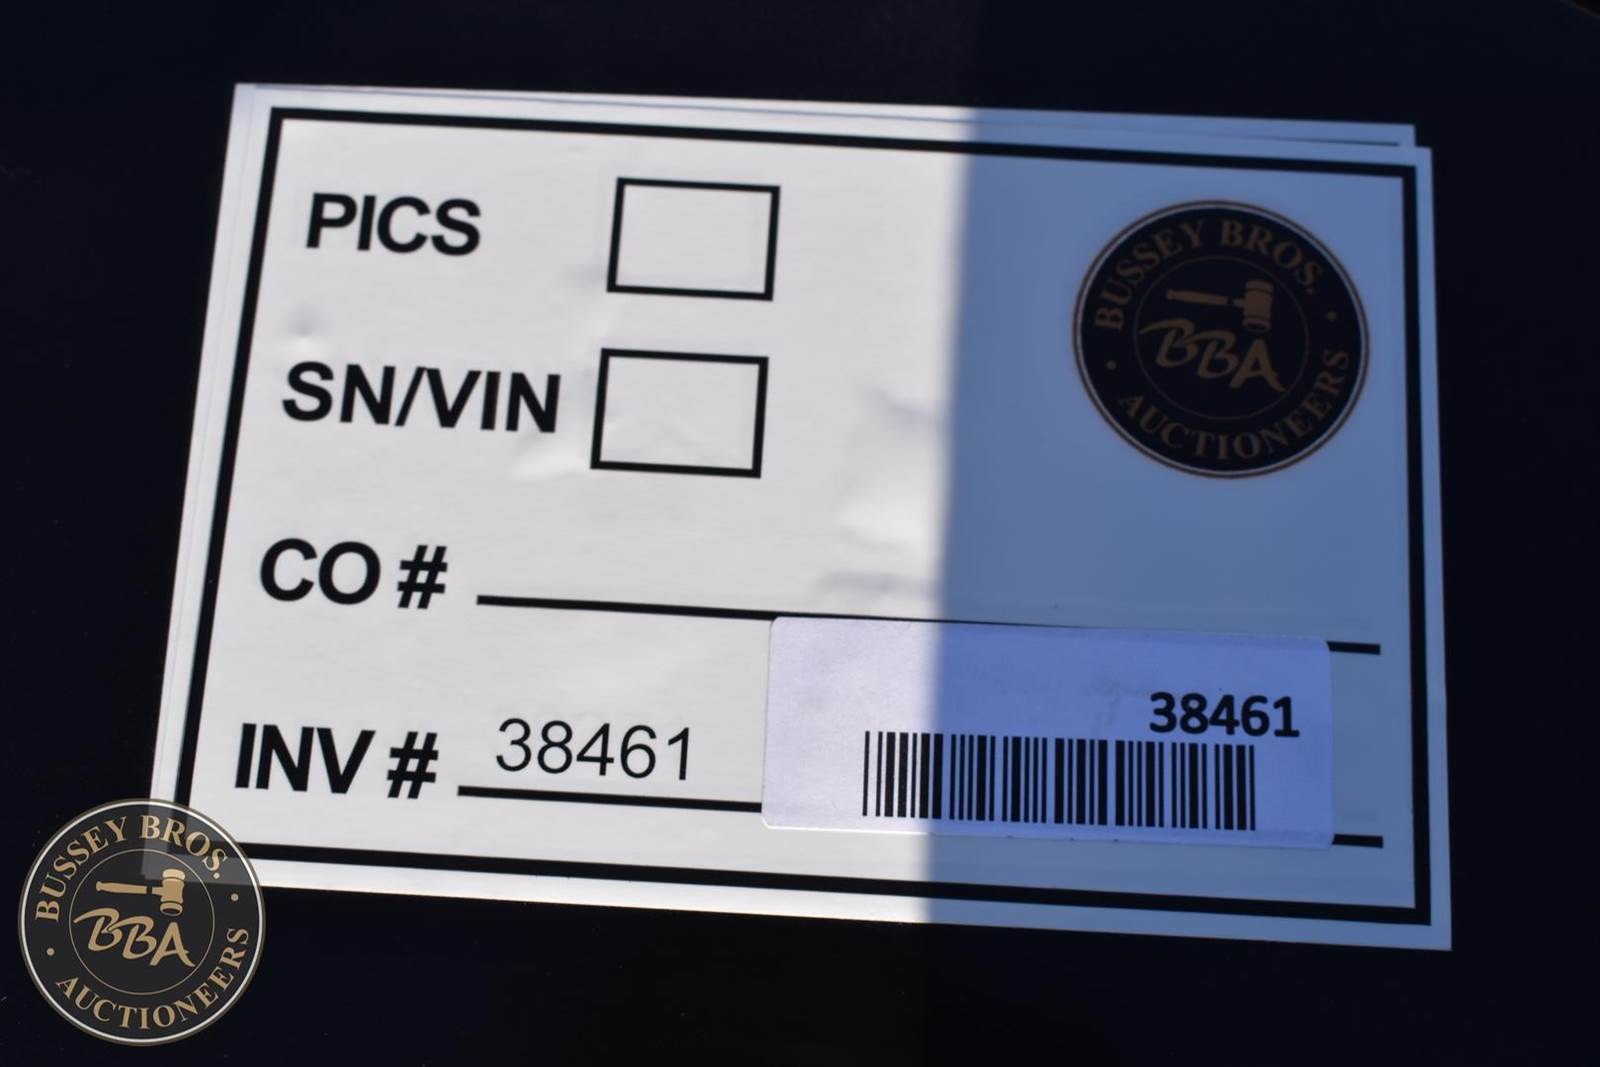 PICS
BUSSEY BROS.
BBA
AUCTIONEERS
SN/VIN
CO #
38461
INV # 38461
BUSSEY BROS.
BBA
AUCTIONEERS